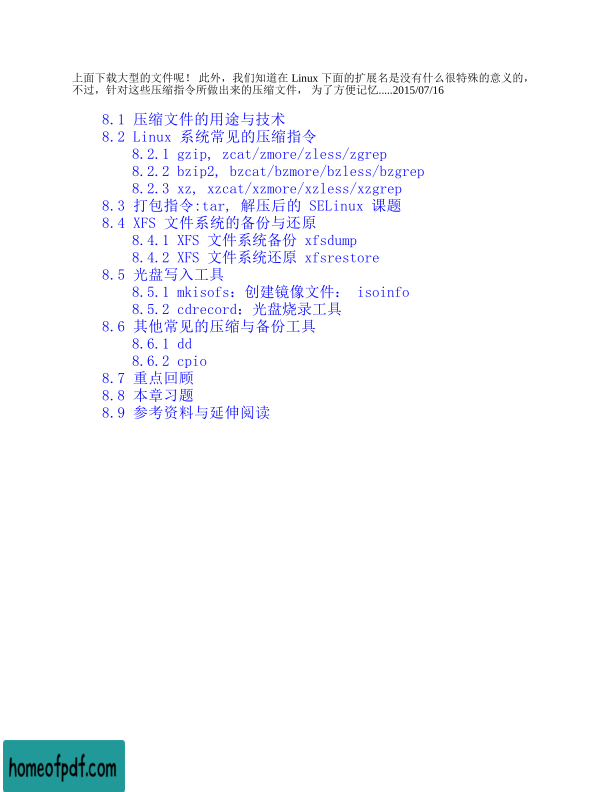 上面下载大型的文件呢！ 此外，我们知道在 Linux 下面的扩展名是没有什么很特殊的意义的，
不过，针对这些压缩指令所做出来的压缩文件， 为了方便记忆.....2015/07/16
8.1 压缩文件的用途与技术
8.2 Linux 系统常见的压缩指令
8.2.1 gzip, zcat/zmore/zless/zgrep
8.2.2 bzip2, bzcat/bzmore/bzless/bzgrep
8.2.3 xz, xzcat/xzmore/xzless/xzgrep
8.3 打包指令:tar, 解压后的 SELinux 课题
8.4 XFS 文件系统的备份与还原
8.4.1 XFS 文件系统备份 xfsdump
8.4.2 XFS 文件系统还原 xfsrestore
8.5 光盘写入工具
8.5.1 mkisofs：创建镜像文件： isoinfo
8.5.2 cdrecord：光盘烧录工具
8.6 其他常见的压缩与备份工具
8.6.1 dd
8.6.2 cpio
8.7 重点回顾
8.8 本章习题
8.9 参考资料与延伸阅读
homeofpdf.com